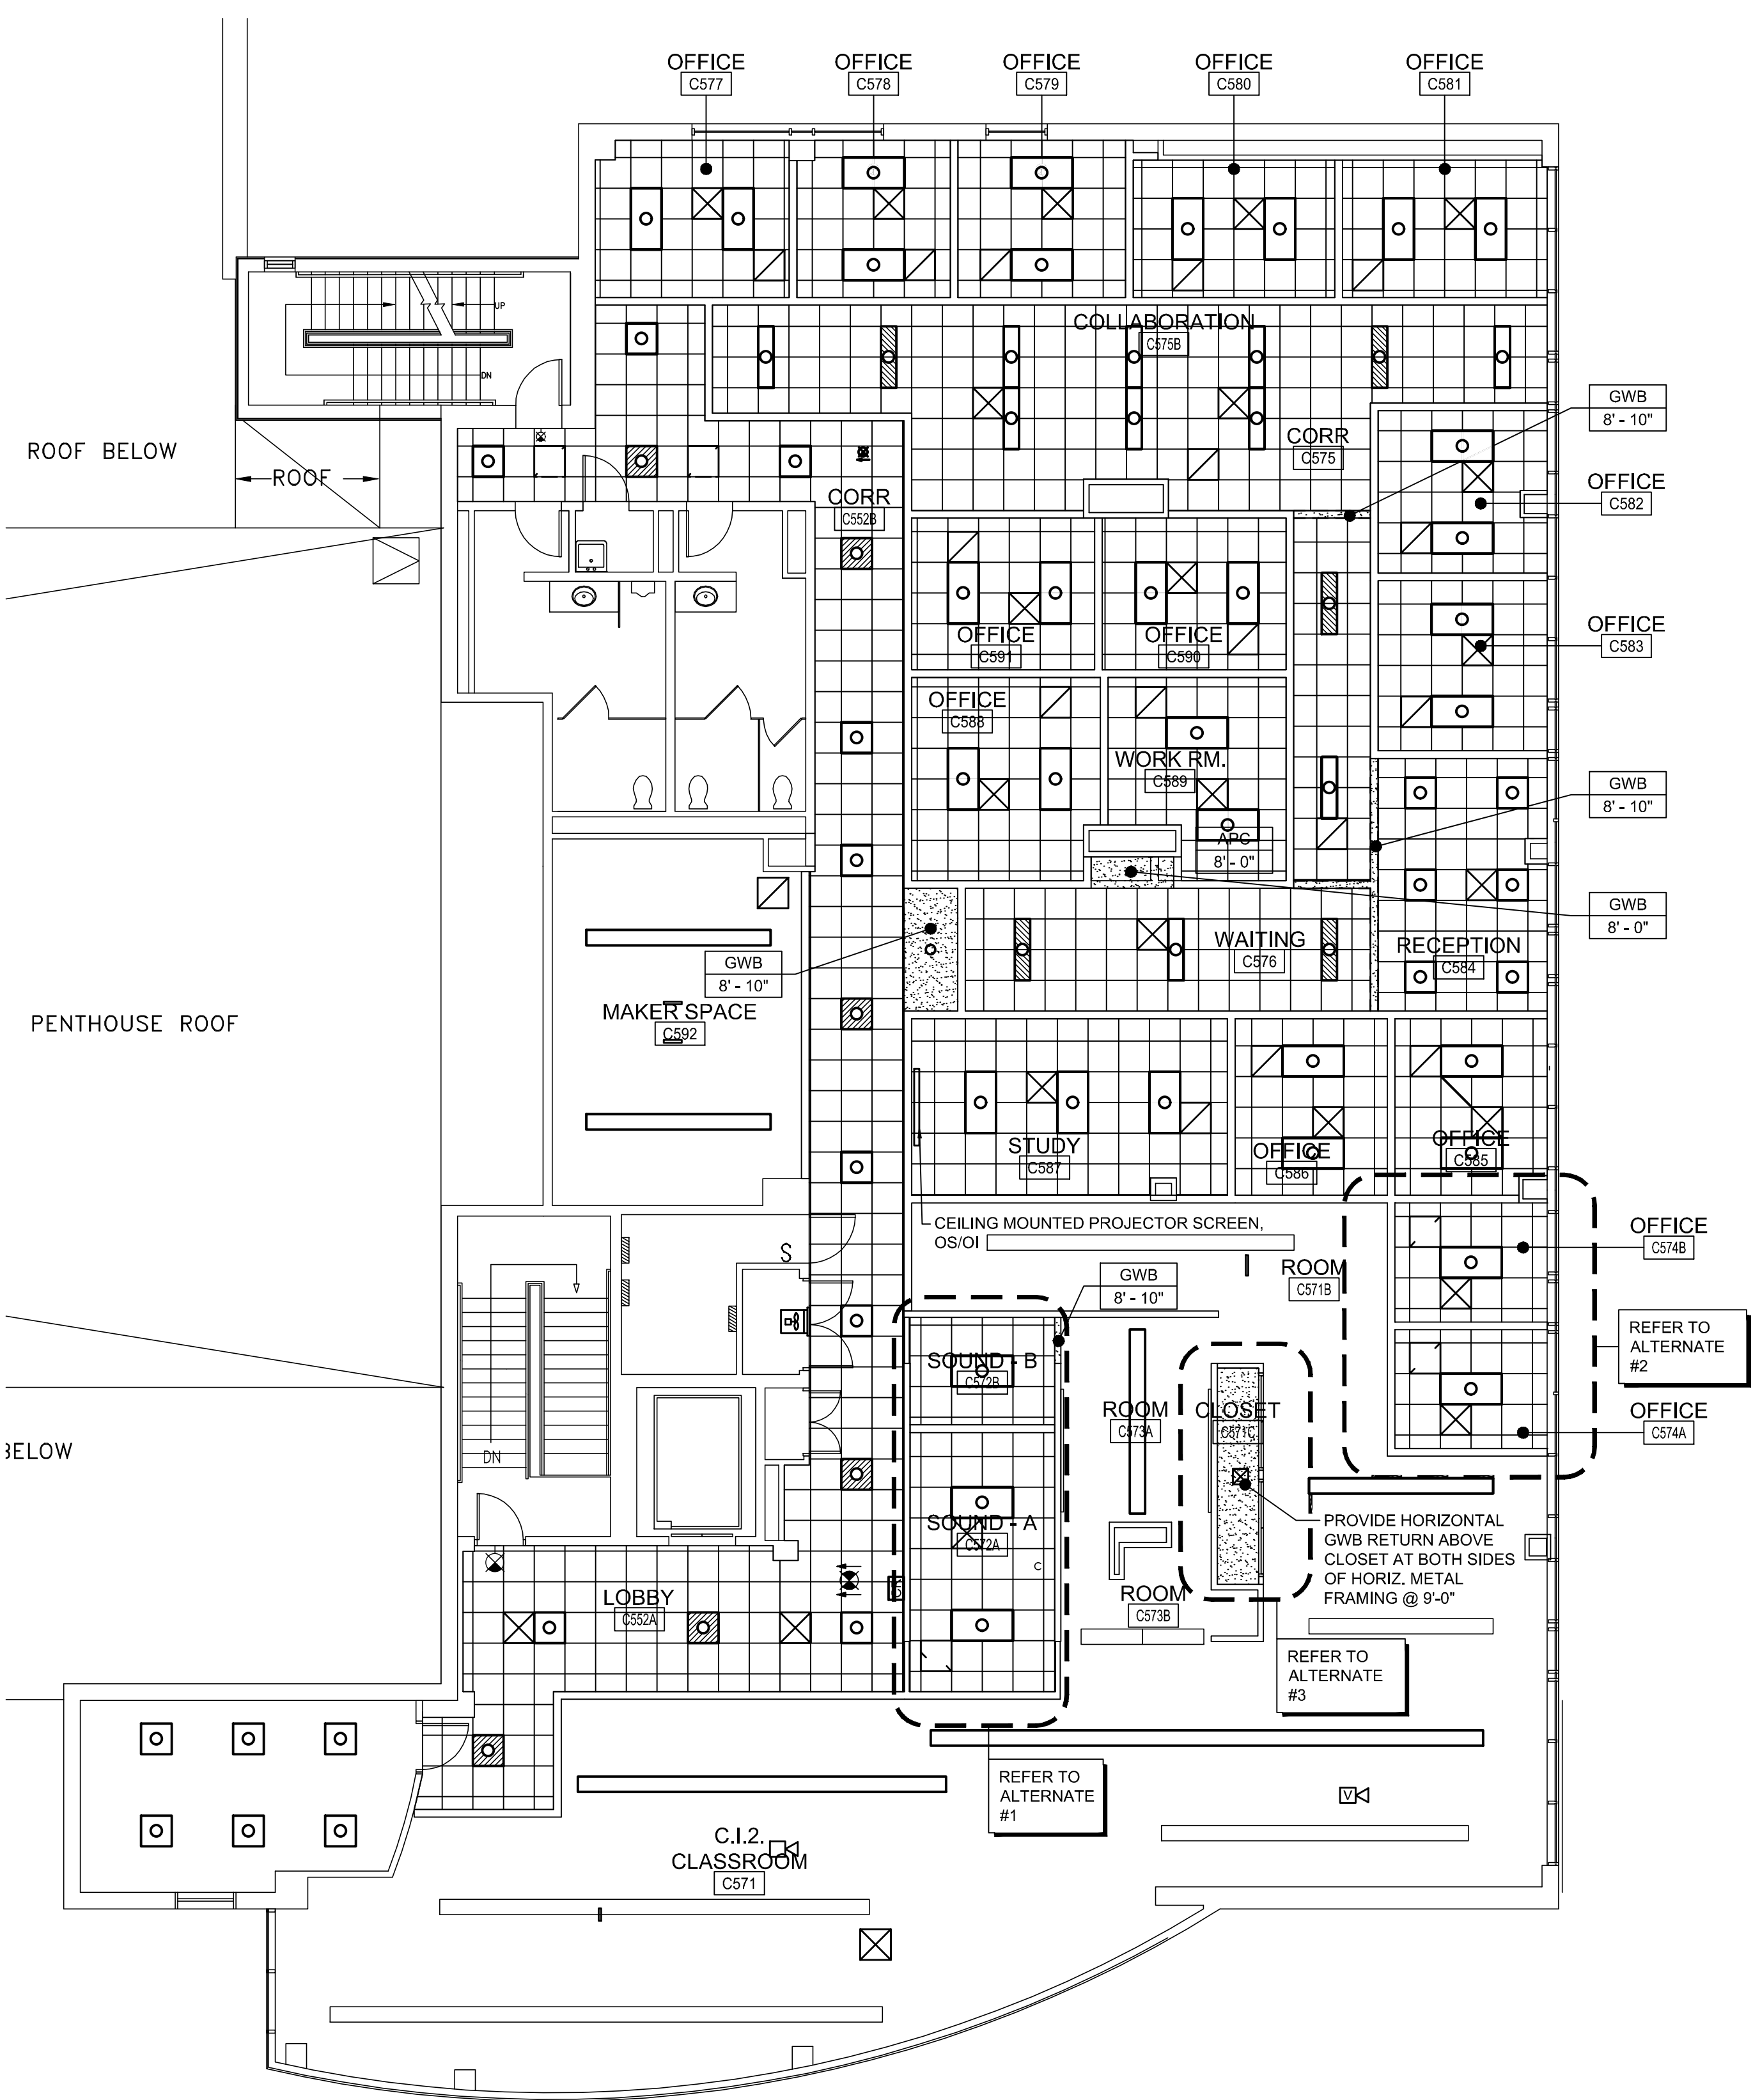 OFFICE
C577
OFFICE
C578
OFFICE
C579
OFFICE
C580
OFFICE
C581
UP
DN
COLLABORATION
C575B
GWB
8' - 10"
CORR
C575
ROOF BELOW
ROOF
OFFICE
C582
CORR
C552B
OFFICE
C591
OFFICE
C590
OFFICE
C583
OFFICE
C588
WORK RM.
C589
GWB
8' - 10"
APC
8' - 0"
GWB
8' - 0"
WAITING
C576
RECEPTION
C584
GWB
8' - 10"
MAKER SPACE
C592
PENTHOUSE ROOF
STUDY
C587
OFFICE
C586
OFFICE
C585
CEILING MOUNTED PROJECTOR SCREEN,
OS/OI
S
OFFICE
C574B
ROOM
C571B
GWB
8' - 10"
REFER TO
ALTERNATE
#2
SOUND - B
C572B
ROOM
C573A
CLOSET
C571C
OFFICE
C574A
BELOW
DN
SOUND - A
C572A
C
PROVIDE HORIZONTAL
GWB RETURN ABOVE
CLOSET AT BOTH SIDES
OF HORIZ. METAL
FRAMING @ 9'-0"
LOBBY
C552A
ROOM
C573B
REFER TO
ALTERNATE
#3
REFER TO
ALTERNATE
#1
V
C.I.2.
CLASSROOM
C571